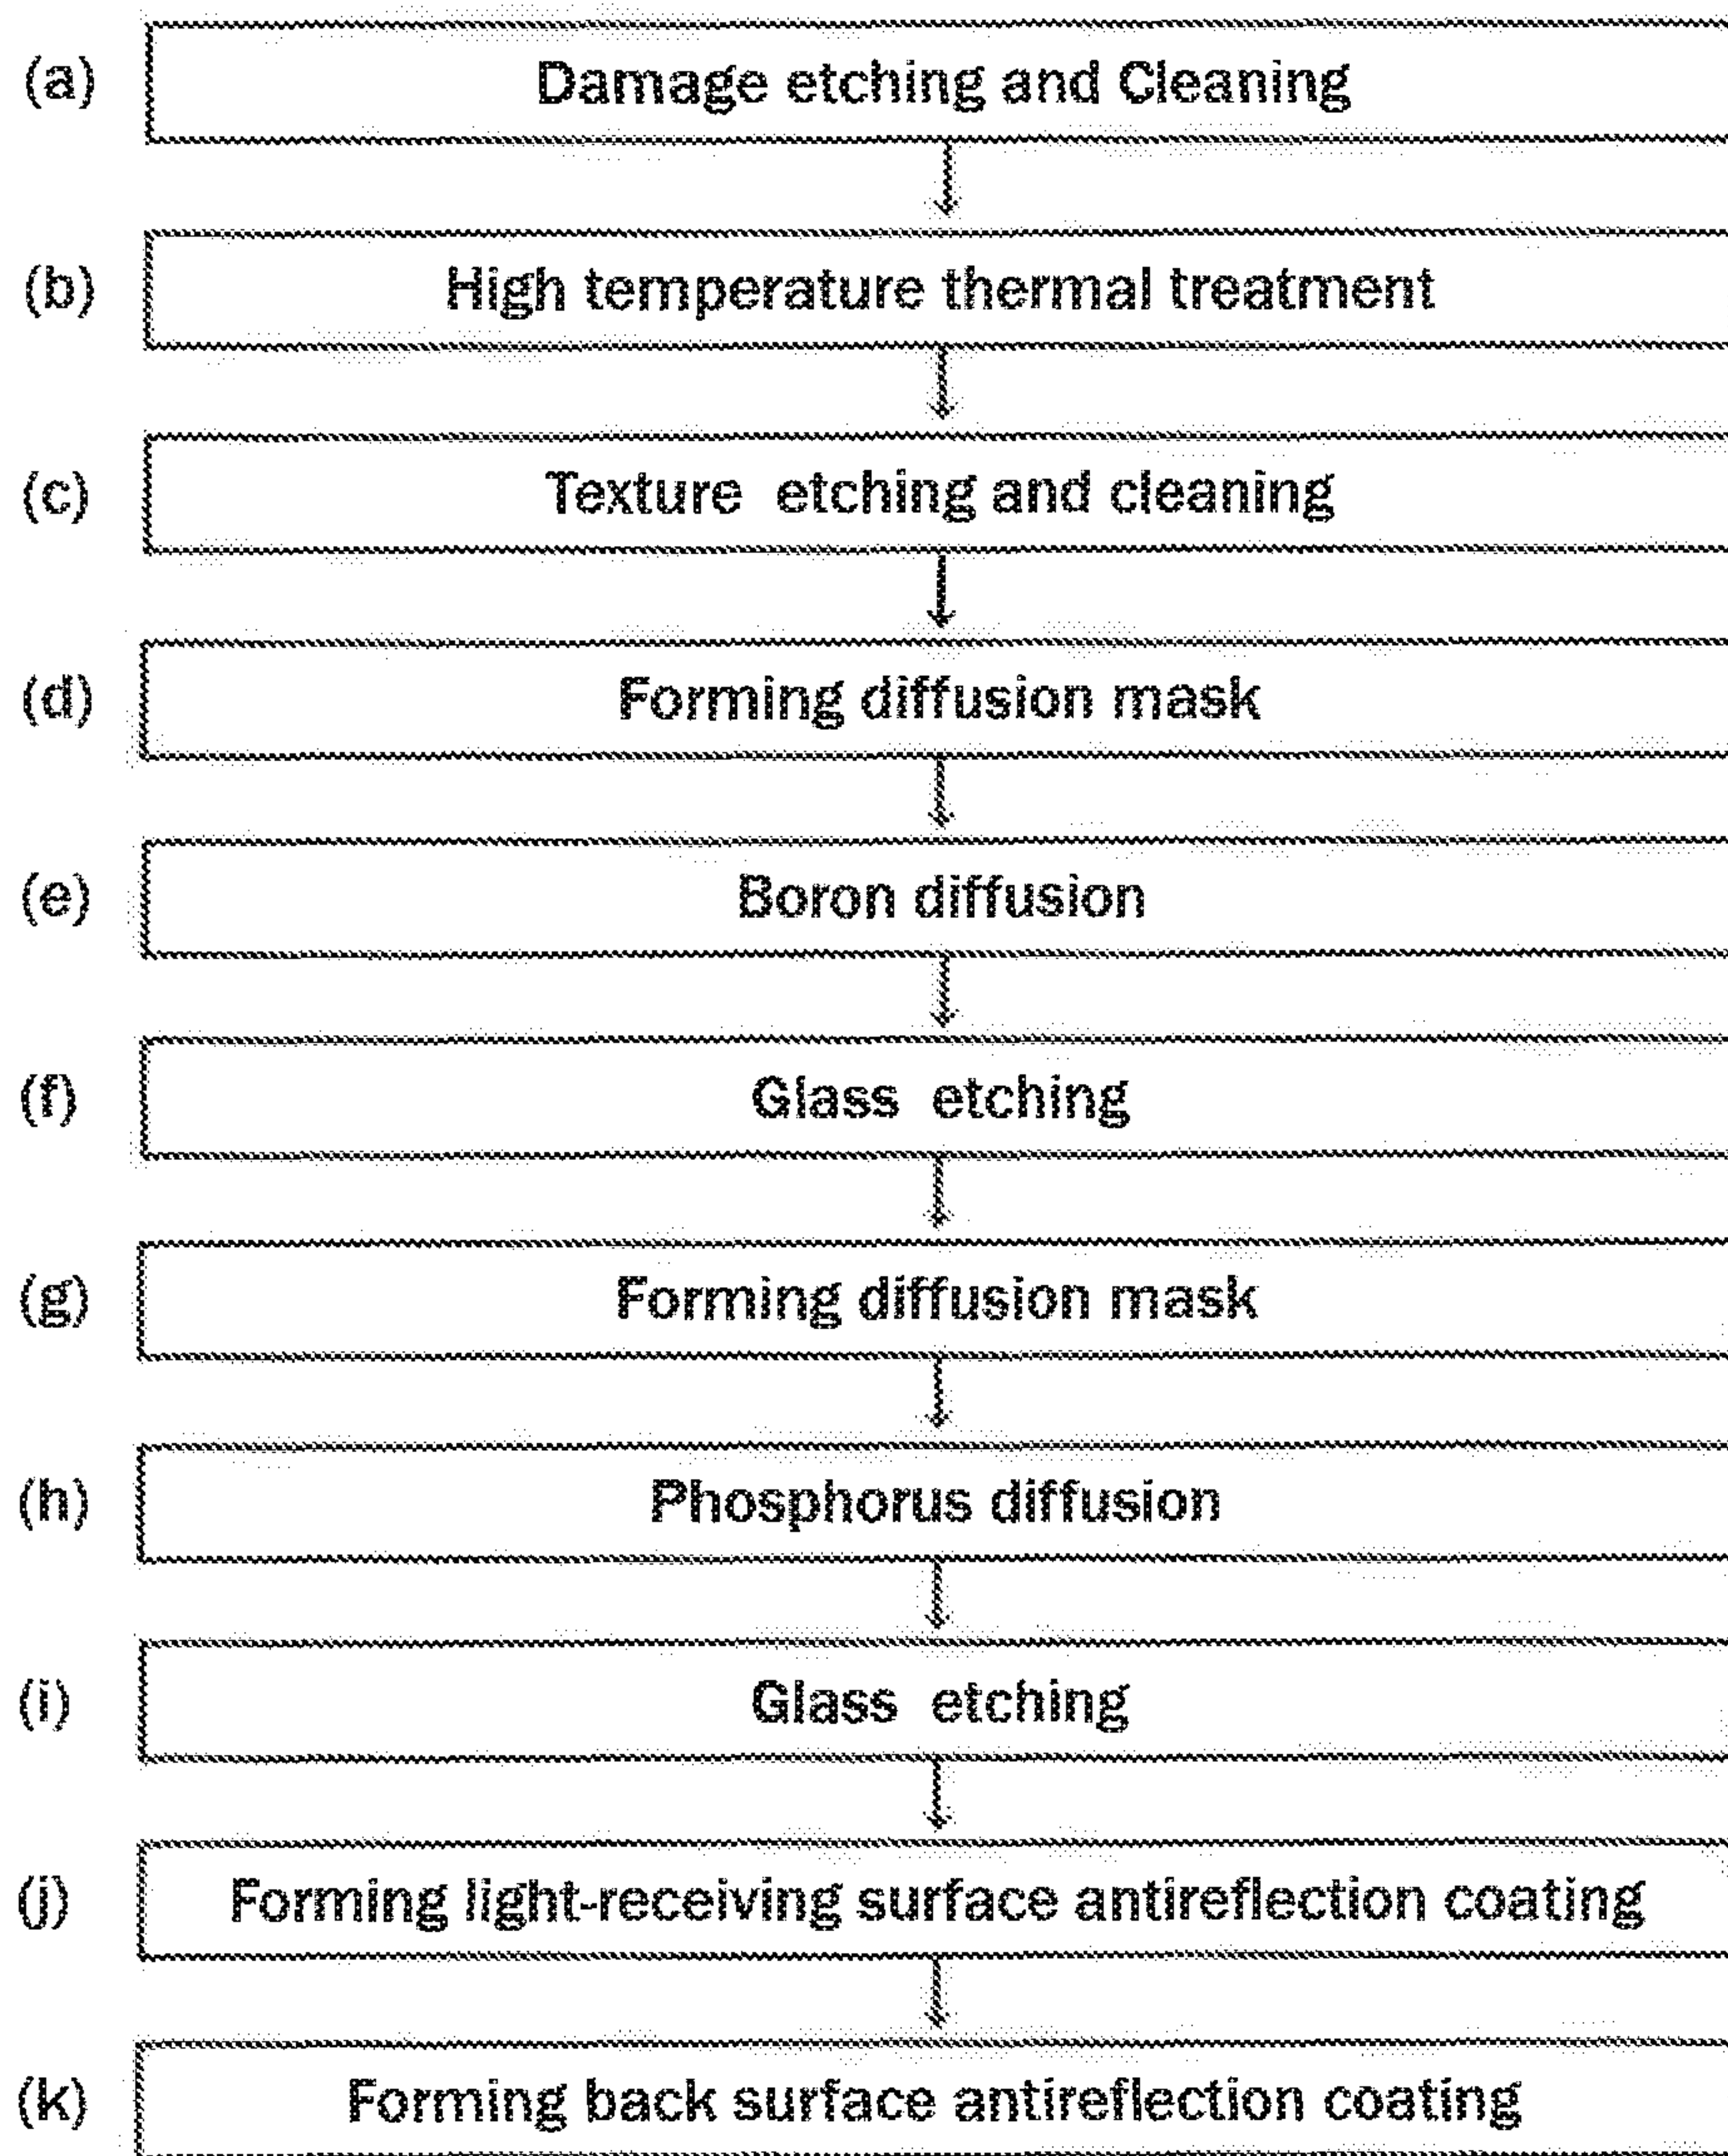 (a) Damage etching and Cleaning
(b) High temperature thermal treatment
(c) Texture etching and cleaning
(d) Forming diffusion mask
(e) Boron diffusion
(f) Glass etching
(g) Forming diffusion mask
(h) Phosphorus diffusion
(i) Glass etching
(j) Forming light-receiving surface antireflection coating
(k) Forming back surface antireflection coating